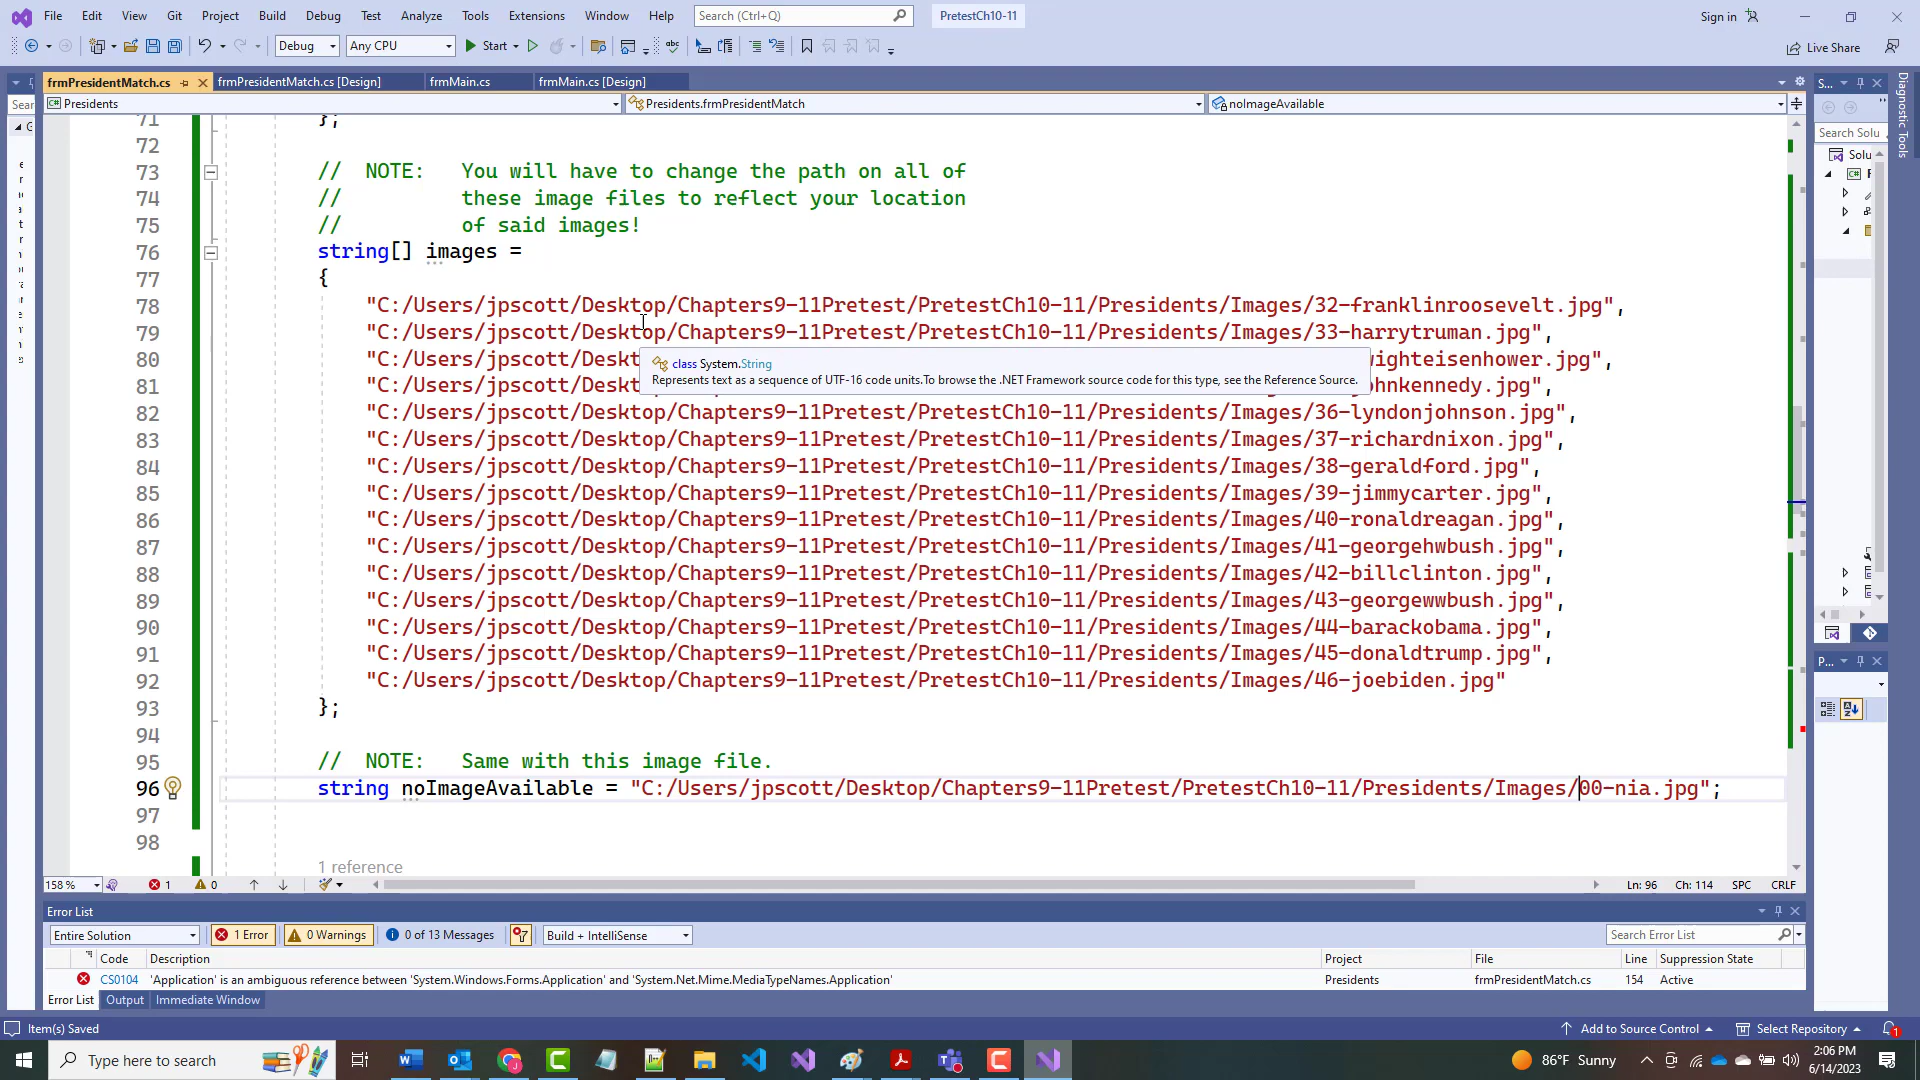 File Edit View Git Project Build Debug Test Analyze Tools Extensions Window Help Search (Ctrl+Q) PretestCh10-11 Sign in
Debug Any CPU Start Live Share
frmPresidentMatch.cs frmPresidentMatch.cs [Design] frmMain.cs frmMain.cs [Design] S...
Presidents Presidents.frmPresidentMatch noImageAvailable
Diagnostic Tools
Sear
Search Solu
Solu
71 };
72
73 // NOTE: You will have to change the path on all of
74 // these image files to reflect your location
75 // of said images!
76 string[] images =
77 {
78 "C:/Users/jpscott/Desktop/Chapters9-11Pretest/PretestCh10-11/Presidents/Images/32-franklinroosevelt.jpg",
79 "C:/Users/jpscott/Desktop/Chapters9-11Pretest/PretestCh10-11/Presidents/Images/33-harrytruman.jpg",
80 "C:/Users/jpscott/Deskt wighteisenhower.jpg",
class System.String
Represents text as a sequence of UTF-16 code units.To browse the .NET Framework source code for this type, see the Reference Source.
81 "C:/Users/jpscott/Deskt ohnkennedy.jpg",
82 "C:/Users/jpscott/Desktop/Chapters9-11Pretest/PretestCh10-11/Presidents/Images/36-lyndonjohnson.jpg",
83 "C:/Users/jpscott/Desktop/Chapters9-11Pretest/PretestCh10-11/Presidents/Images/37-richardnixon.jpg",
84 "C:/Users/jpscott/Desktop/Chapters9-11Pretest/PretestCh10-11/Presidents/Images/38-geraldford.jpg",
85 "C:/Users/jpscott/Desktop/Chapters9-11Pretest/PretestCh10-11/Presidents/Images/39-jimmycarter.jpg",
86 "C:/Users/jpscott/Desktop/Chapters9-11Pretest/PretestCh10-11/Presidents/Images/40-ronaldreagan.jpg",
87 "C:/Users/jpscott/Desktop/Chapters9-11Pretest/PretestCh10-11/Presidents/Images/41-georgehwbush.jpg",
88 "C:/Users/jpscott/Desktop/Chapters9-11Pretest/PretestCh10-11/Presidents/Images/42-billclinton.jpg",
89 "C:/Users/jpscott/Desktop/Chapters9-11Pretest/PretestCh10-11/Presidents/Images/43-georgewwbush.jpg",
90 "C:/Users/jpscott/Desktop/Chapters9-11Pretest/PretestCh10-11/Presidents/Images/44-barackobama.jpg",
91 "C:/Users/jpscott/Desktop/Chapters9-11Pretest/PretestCh10-11/Presidents/Images/45-donaldtrump.jpg",
92 "C:/Users/jpscott/Desktop/Chapters9-11Pretest/PretestCh10-11/Presidents/Images/46-joebiden.jpg"
93 };
94
95 // NOTE: Same with this image file.
96 string noImageAvailable = "C:/Users/jpscott/Desktop/Chapters9-11Pretest/PretestCh10-11/Presidents/Images/00-nia.jpg";
97
98
1 reference
P...
158 % 1 0 Ln: 96 Ch: 114 SPC CRLF
Error List
Entire Solution 1 Error 0 Warnings 0 of 13 Messages Build + IntelliSense Search Error List
Code Description Project File Line Suppression State
CS0104 'Application' is an ambiguous reference between 'System.Windows.Forms.Application' and 'System.Net.Mime.MediaTypeNames.Application' Presidents frmPresidentMatch.cs 154 Active
Error List Output Immediate Window
Item(s) Saved Add to Source Control Select Repository 1
Type here to search 86°F Sunny 2:06 PM
6/14/2023